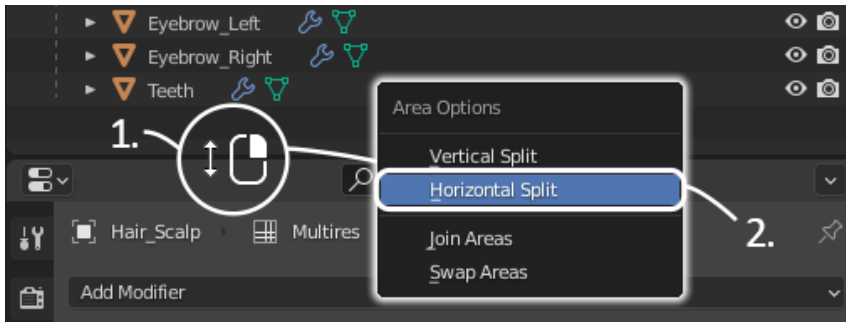 Eyebrow_Left
Eyebrow_Right
Teeth
Area Options
1.
Vertical Split
Horizontal Split
Hair_Scalp Multires
2.
Join Areas
Swap Areas
Add Modifier